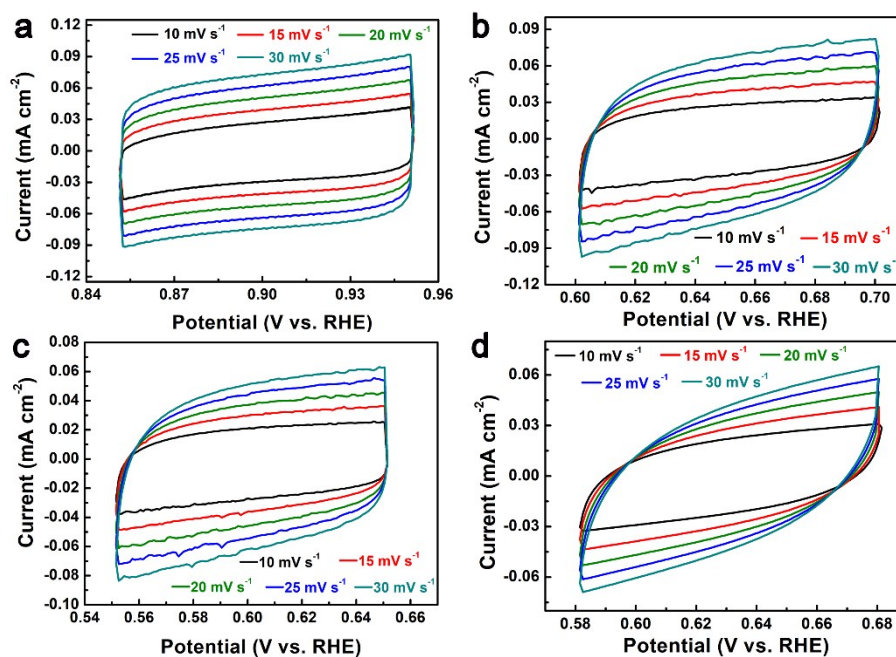 a
10 mV s⁻¹ 15 mV s⁻¹ 20 mV s⁻¹
25 mV s⁻¹ 30 mV s⁻¹
0.12
0.09
0.06
0.03
0.00
-0.03
-0.06
-0.09
-0.12
Current (mA cm⁻²)
0.84 0.87 0.90 0.93 0.96
Potential (V vs. RHE)
b
0.09
0.06
0.03
0.00
-0.03
-0.06
-0.09
-0.12
Current (mA cm⁻²)
10 mV s⁻¹ 15 mV s⁻¹
20 mV s⁻¹ 25 mV s⁻¹ 30 mV s⁻¹
0.60 0.62 0.64 0.66 0.68 0.70
Potential (V vs. RHE)
c
0.08
0.06
0.04
0.02
0.00
-0.02
-0.04
-0.06
-0.08
-0.10
Current (mA cm⁻²)
10 mV s⁻¹ 15 mV s⁻¹
20 mV s⁻¹ 25 mV s⁻¹ 30 mV s⁻¹
0.54 0.56 0.58 0.60 0.62 0.64 0.66
Potential (V vs. RHE)
d
10 mV s⁻¹ 15 mV s⁻¹ 20 mV s⁻¹
25 mV s⁻¹ 30 mV s⁻¹
0.06
0.03
0.00
-0.03
-0.06
Current (mA cm⁻²)
0.58 0.60 0.62 0.64 0.66 0.68
Potential (V vs. RHE)